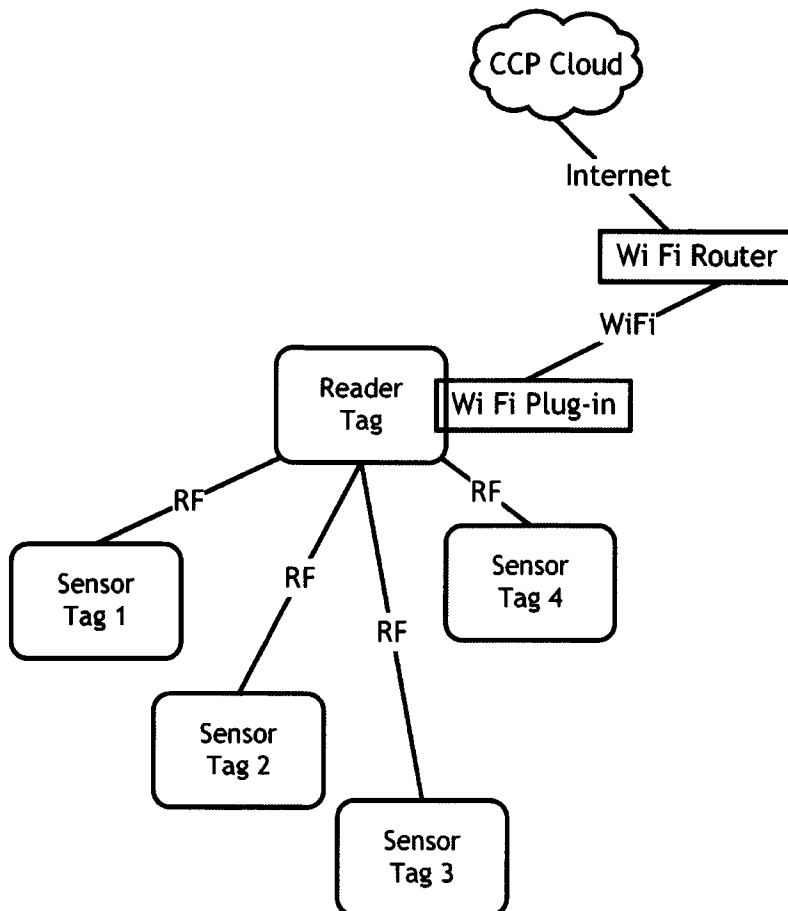 CCP Cloud
Internet
Wi Fi Router
WiFi
Reader
Tag
Wi Fi Plug-in
RF
RF
Sensor
Tag 1
Sensor
Tag 4
RF
RF
Sensor
Tag 2
Sensor
Tag 3